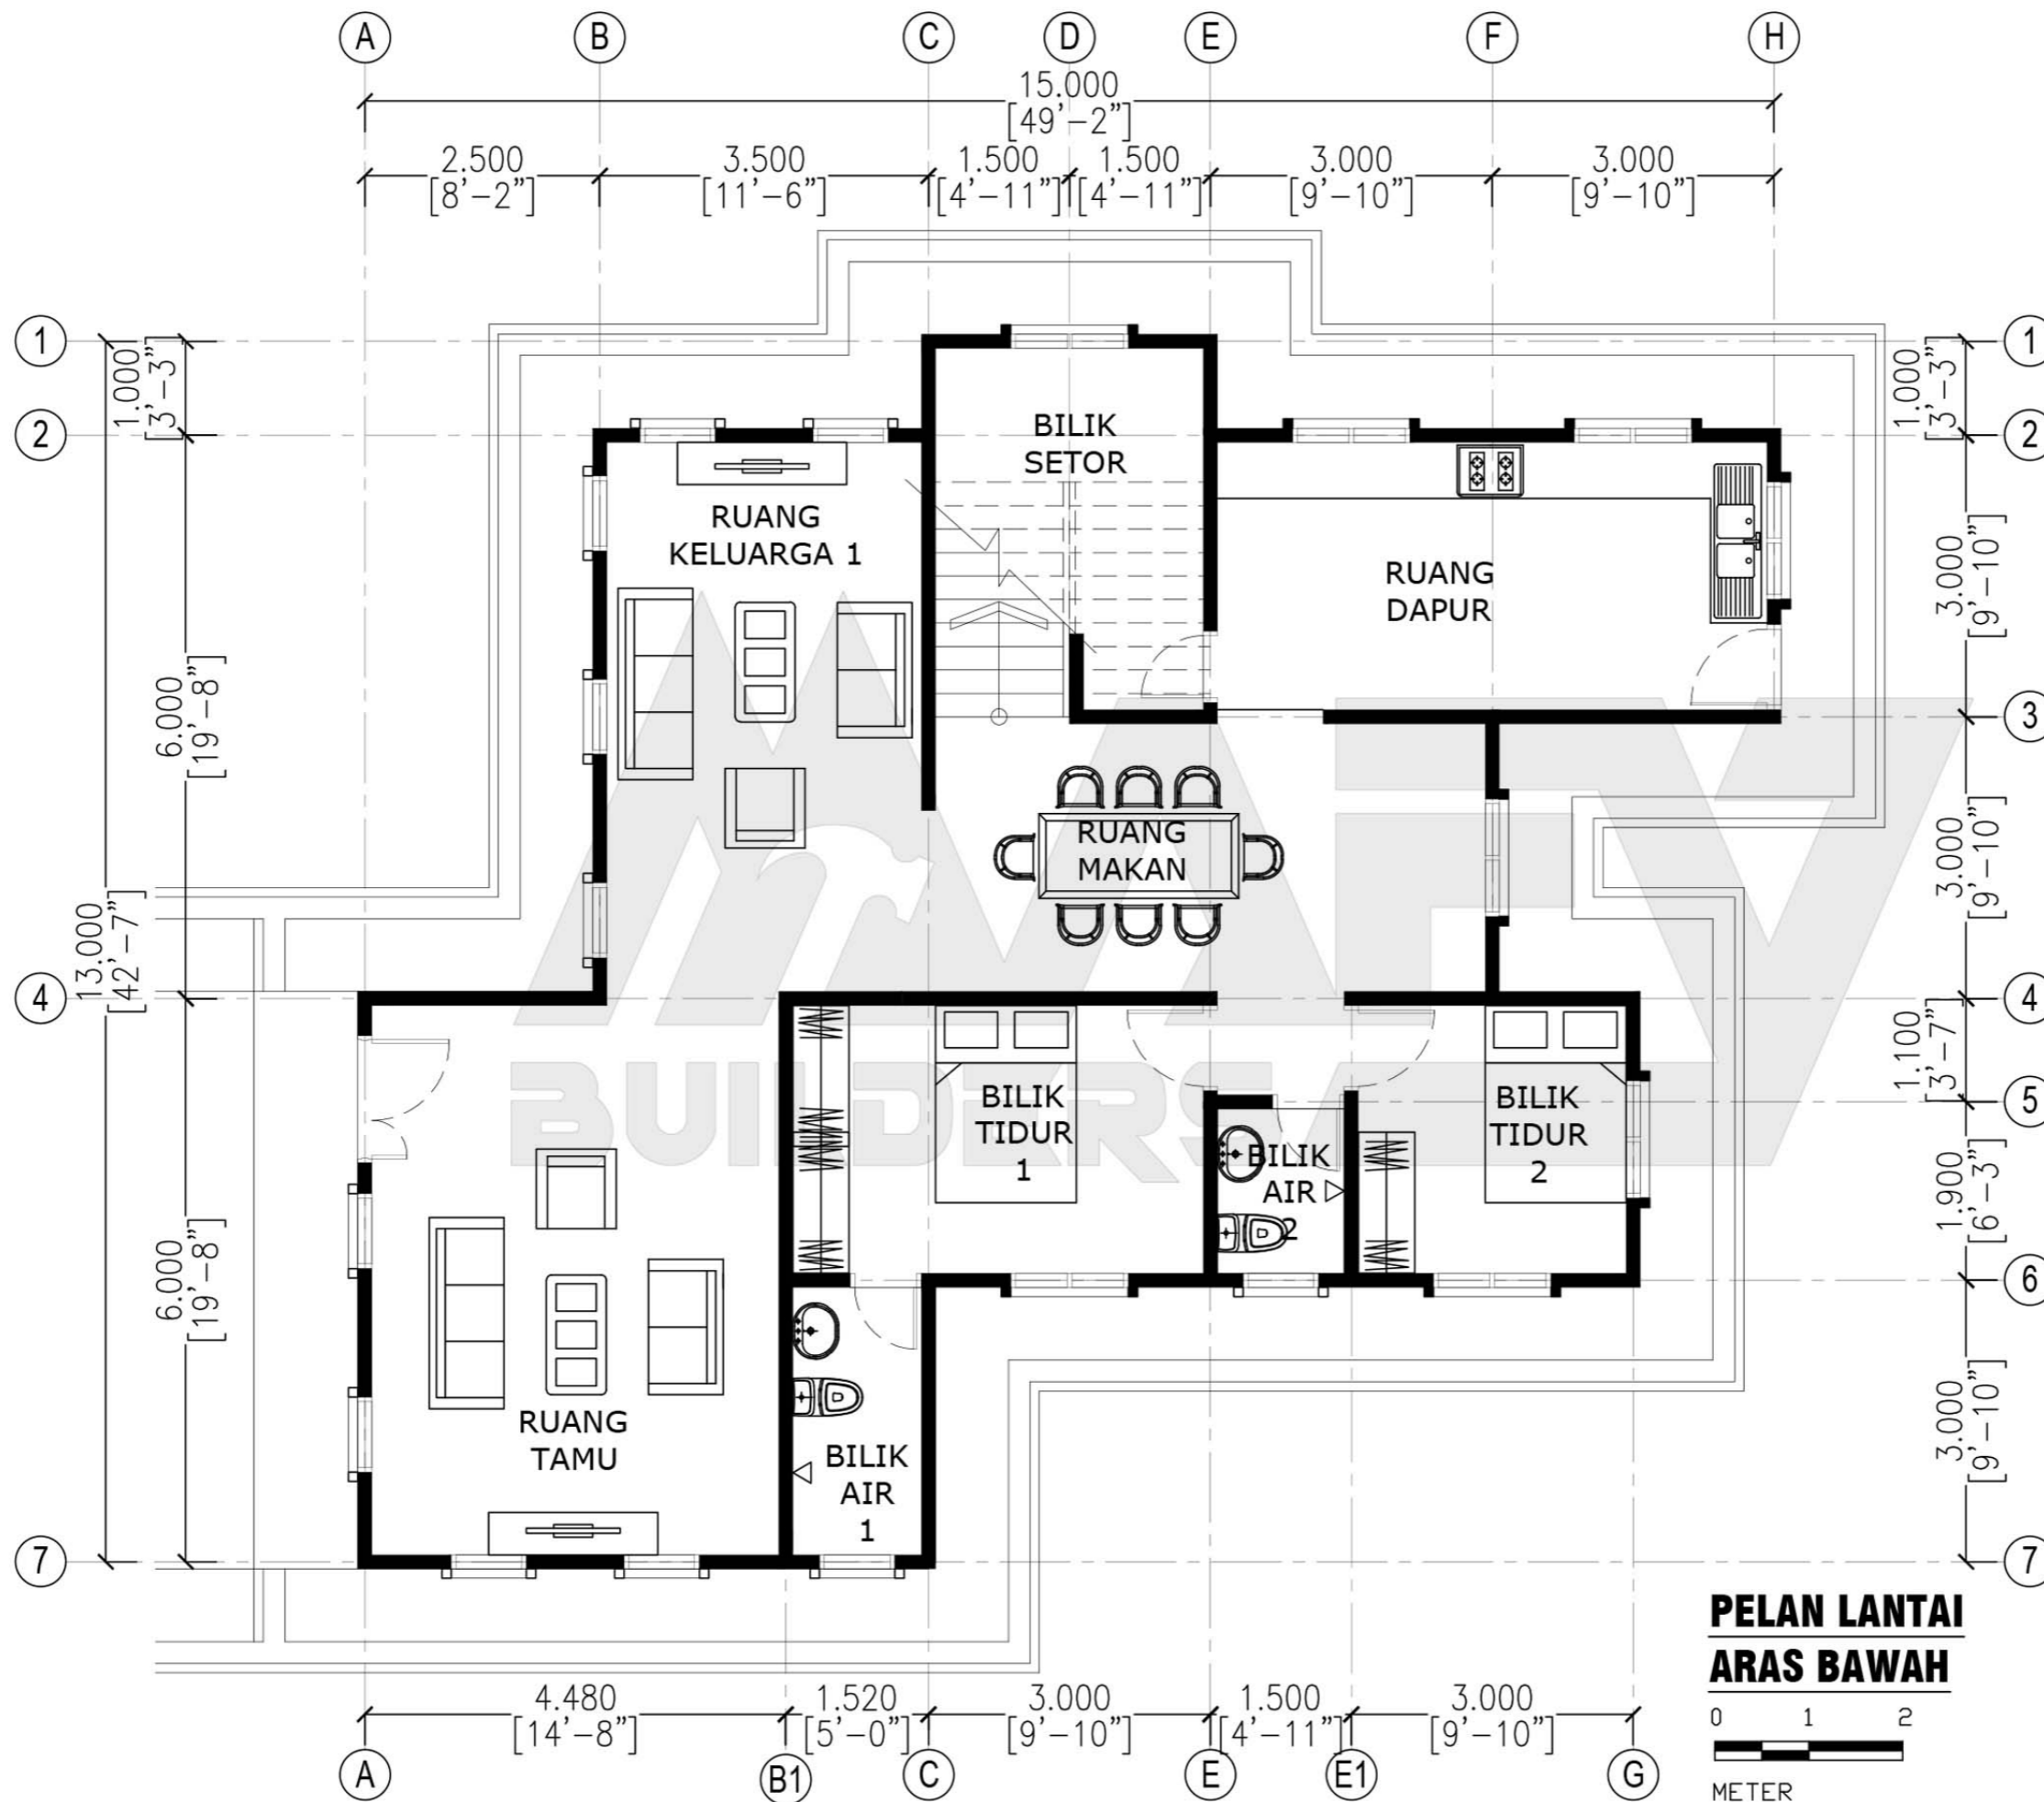 A B C D E F H
15.000
[49'-2"]
2.500 3.500 1.500 1.500 3.000 3.000
[8'-2"] [11'-6"] [4'-11"] [4'-11"] [9'-10"] [9'-10"]
1 1
1.000 1.000
[3'-3"] [3'-3"]
2 2
BILIK
SETOR
RUANG
KELUARGA 1
RUANG
DAPUR
3.000
[9'-10"]
6.000
[19'-8"]
3
RUANG
MAKAN
3.000
[9'-10"]
13.000
[42'-7"]
4 4
MrMFV
BUILDERS
1.100
[3'-7"]
5
BILIK
TIDUR
1
BILIK
AIR
2
BILIK
TIDUR
2
1.900
[6'-3"]
6.000
[19'-8"]
6
RUANG
TAMU
BILIK
AIR
1
3.000
[9'-10"]
7 7
PELAN LANTAI
ARAS BAWAH
0 1 2
METER
4.480 1.520 3.000 1.500 3.000
[14'-8"] [5'-0"] [9'-10"] [4'-11"] [9'-10"]
A B1 C E E1 G